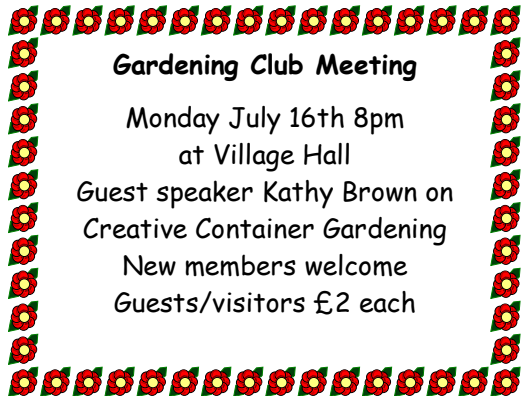 Gardening Club Meeting
Monday July 16th 8pm
at Village Hall
Guest speaker Kathy Brown on
Creative Container Gardening
New members welcome
Guests/visitors £2 each